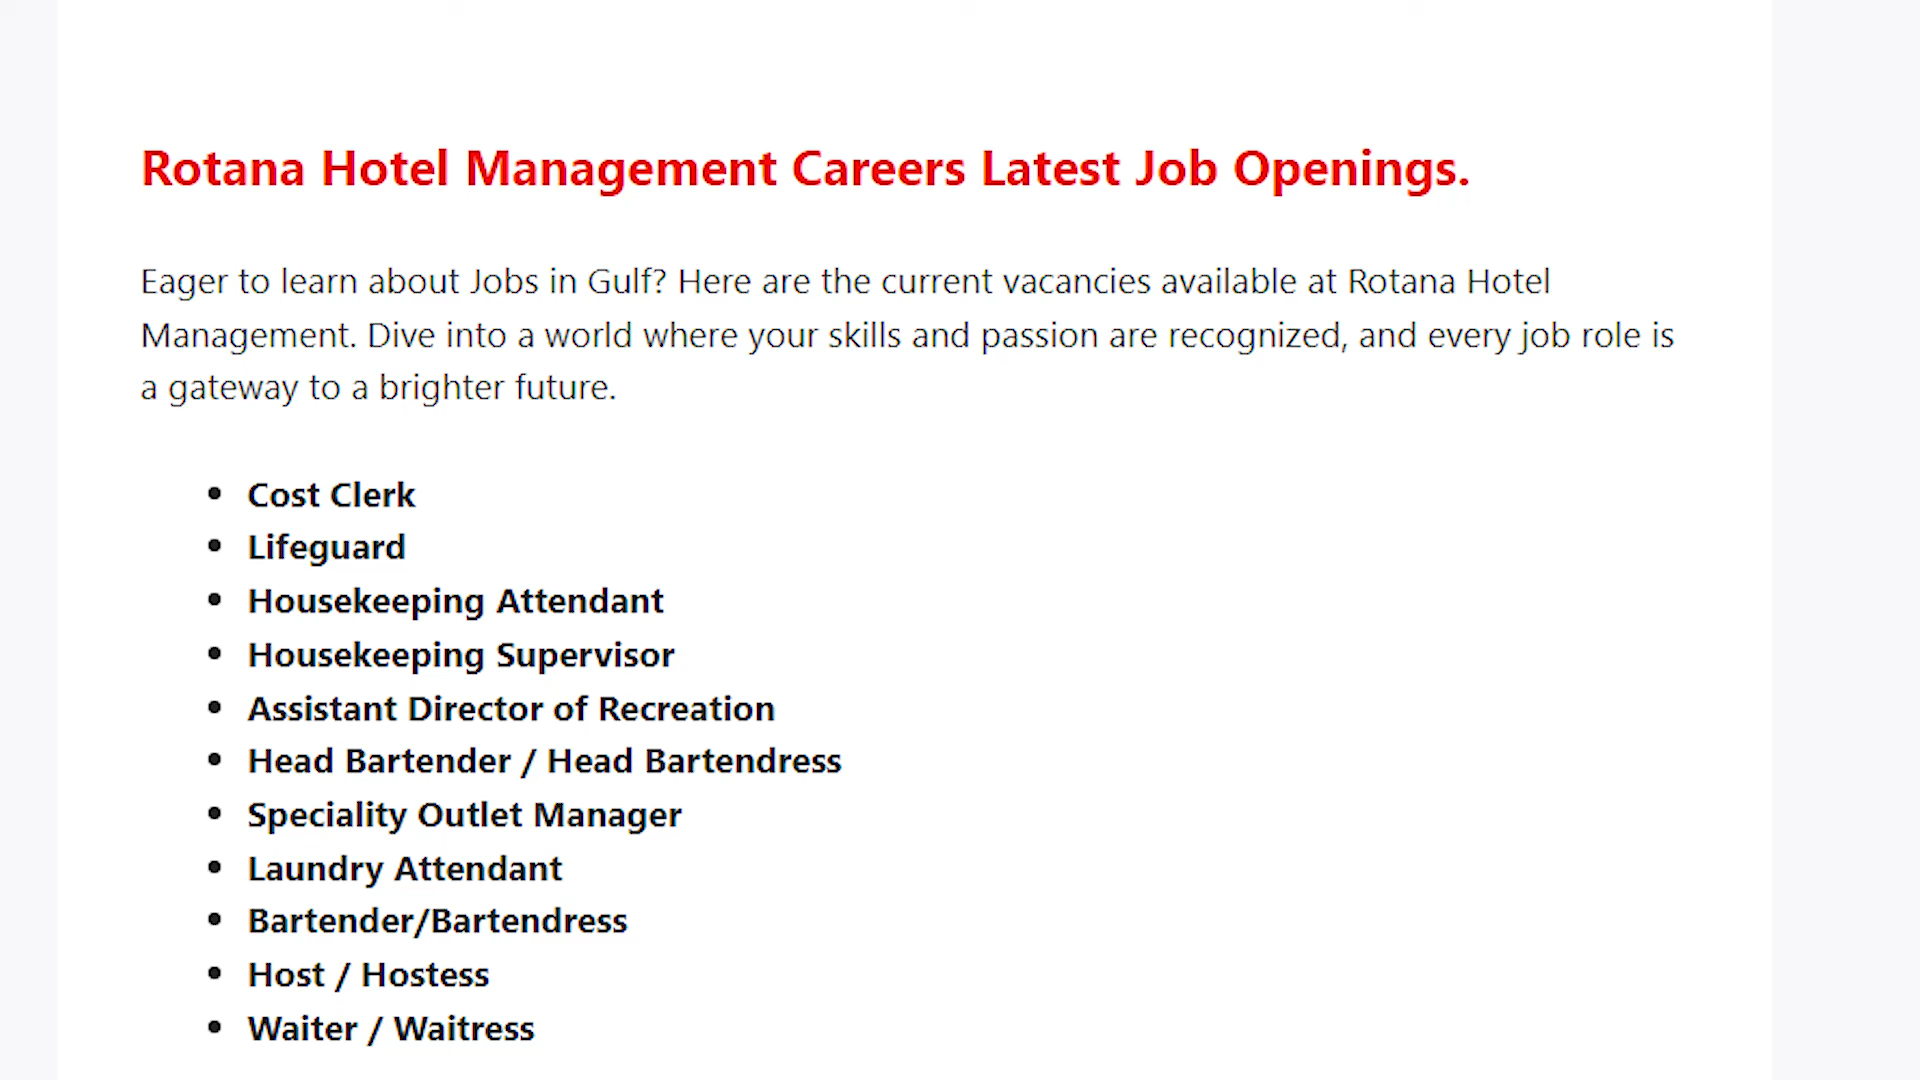 Rotana Hotel Management Careers Latest Job Openings.
Eager to learn about Jobs in Gulf? Here are the current vacancies available at Rotana Hotel
Management. Dive into a world where your skills and passion are recognized, and every job role is
a gateway to a brighter future.
• Cost Clerk
• Lifeguard
• Housekeeping Attendant
• Housekeeping Supervisor
• Assistant Director of Recreation
• Head Bartender / Head Bartendress
• Speciality Outlet Manager
• Laundry Attendant
• Bartender/Bartendress
• Host / Hostess
• Waiter / Waitress